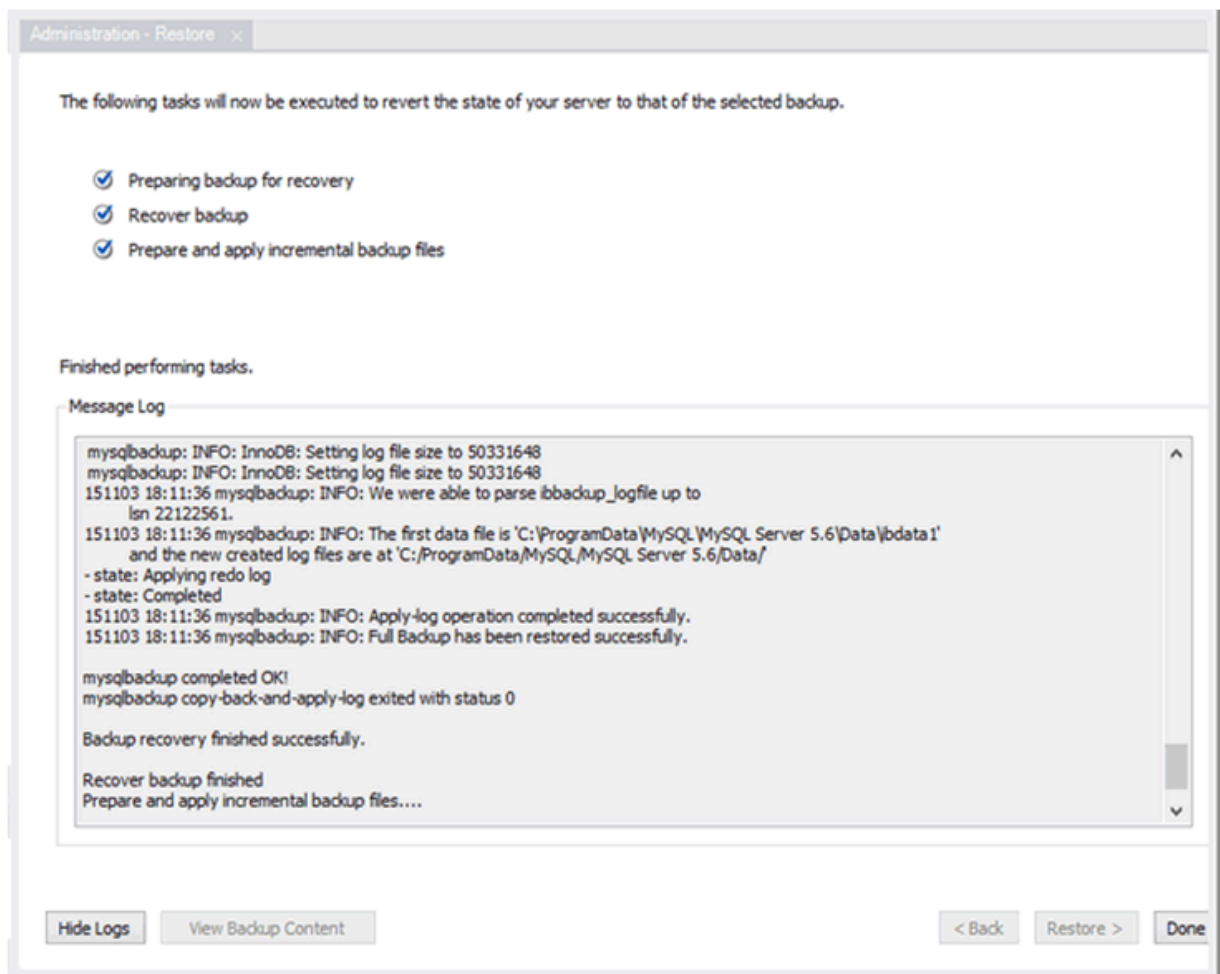 Administration - Restore ×
The following tasks will now be executed to revert the state of your server to that of the selected backup.
Preparing backup for recovery
Recover backup
Prepare and apply incremental backup files
Finished performing tasks.
Message Log
mysqlbackup: INFO: InnoDB: Setting log file size to 50331648
mysqlbackup: INFO: InnoDB: Setting log file size to 50331648
151103 18:11:36 mysqlbackup: INFO: We were able to parse ibbackup_logfile up to
lsn 22122561.
151103 18:11:36 mysqlbackup: INFO: The first data file is 'C:\ProgramData\MySQL\MySQL Server 5.6\Data\ibdata1'
and the new created log files are at 'C:/ProgramData/MySQL/MySQL Server 5.6/Data/'
- state: Applying redo log
- state: Completed
151103 18:11:36 mysqlbackup: INFO: Apply-log operation completed successfully.
151103 18:11:36 mysqlbackup: INFO: Full Backup has been restored successfully.
mysqlbackup completed OK!
mysqlbackup copy-back-and-apply-log exited with status 0
Backup recovery finished successfully.
Recover backup finished
Prepare and apply incremental backup files....
Hide Logs View Backup Content < Back Restore > Done